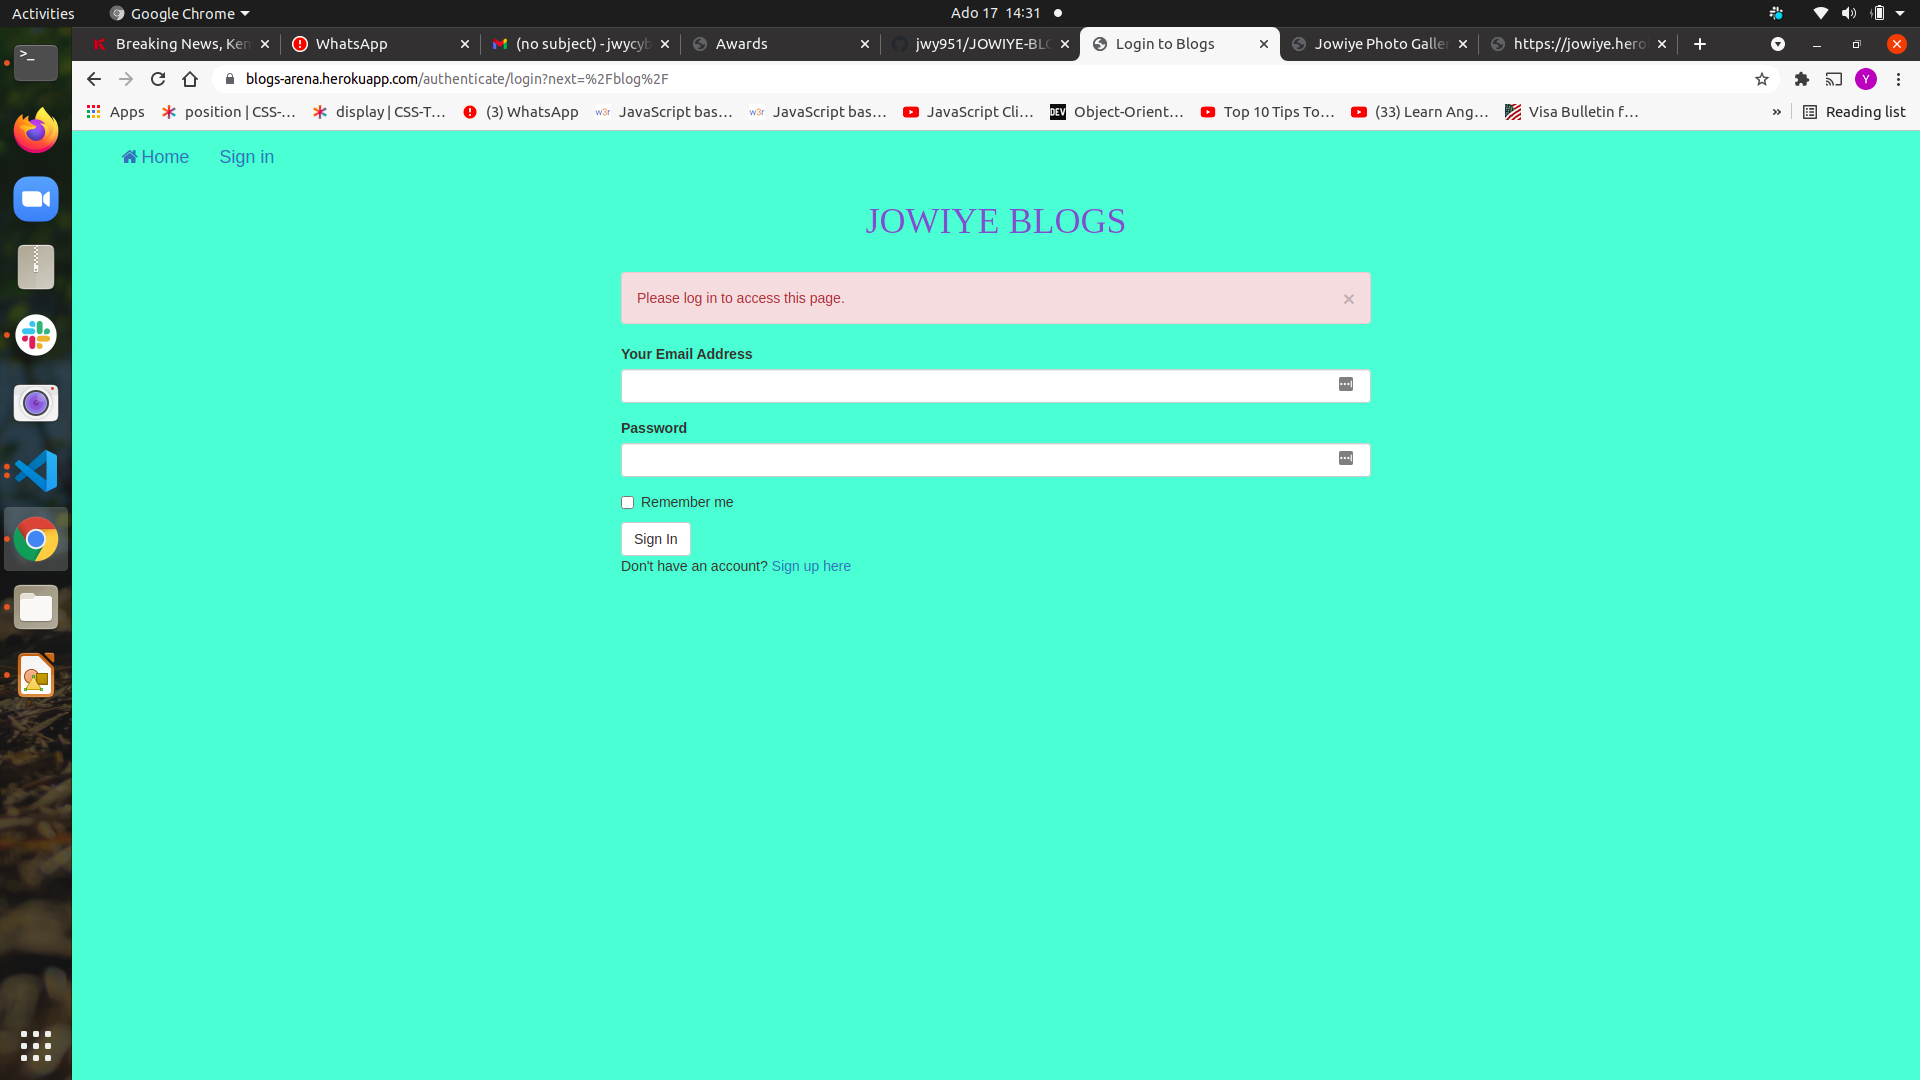 Activities Google Chrome Ado 17 14:31
Breaking News, Ken WhatsApp (no subject) - jwycyb Awards jwy951/JOWIYE-BLO Login to Blogs Jowiye Photo Galler https://jowiye.hero
blogs-arena.herokuapp.com/authenticate/login?next=%2Fblog%2F Y
Apps position | CSS-... display | CSS-T... (3) WhatsApp w3r JavaScript bas... w3r JavaScript bas... JavaScript Cli... DEV Object-Orient... Top 10 Tips To... (33) Learn Ang... Visa Bulletin f... » Reading list
Home Sign in
JOWIYE BLOGS
Please log in to access this page. ×
Your Email Address
Password
Remember me
Sign In
Don't have an account? Sign up here